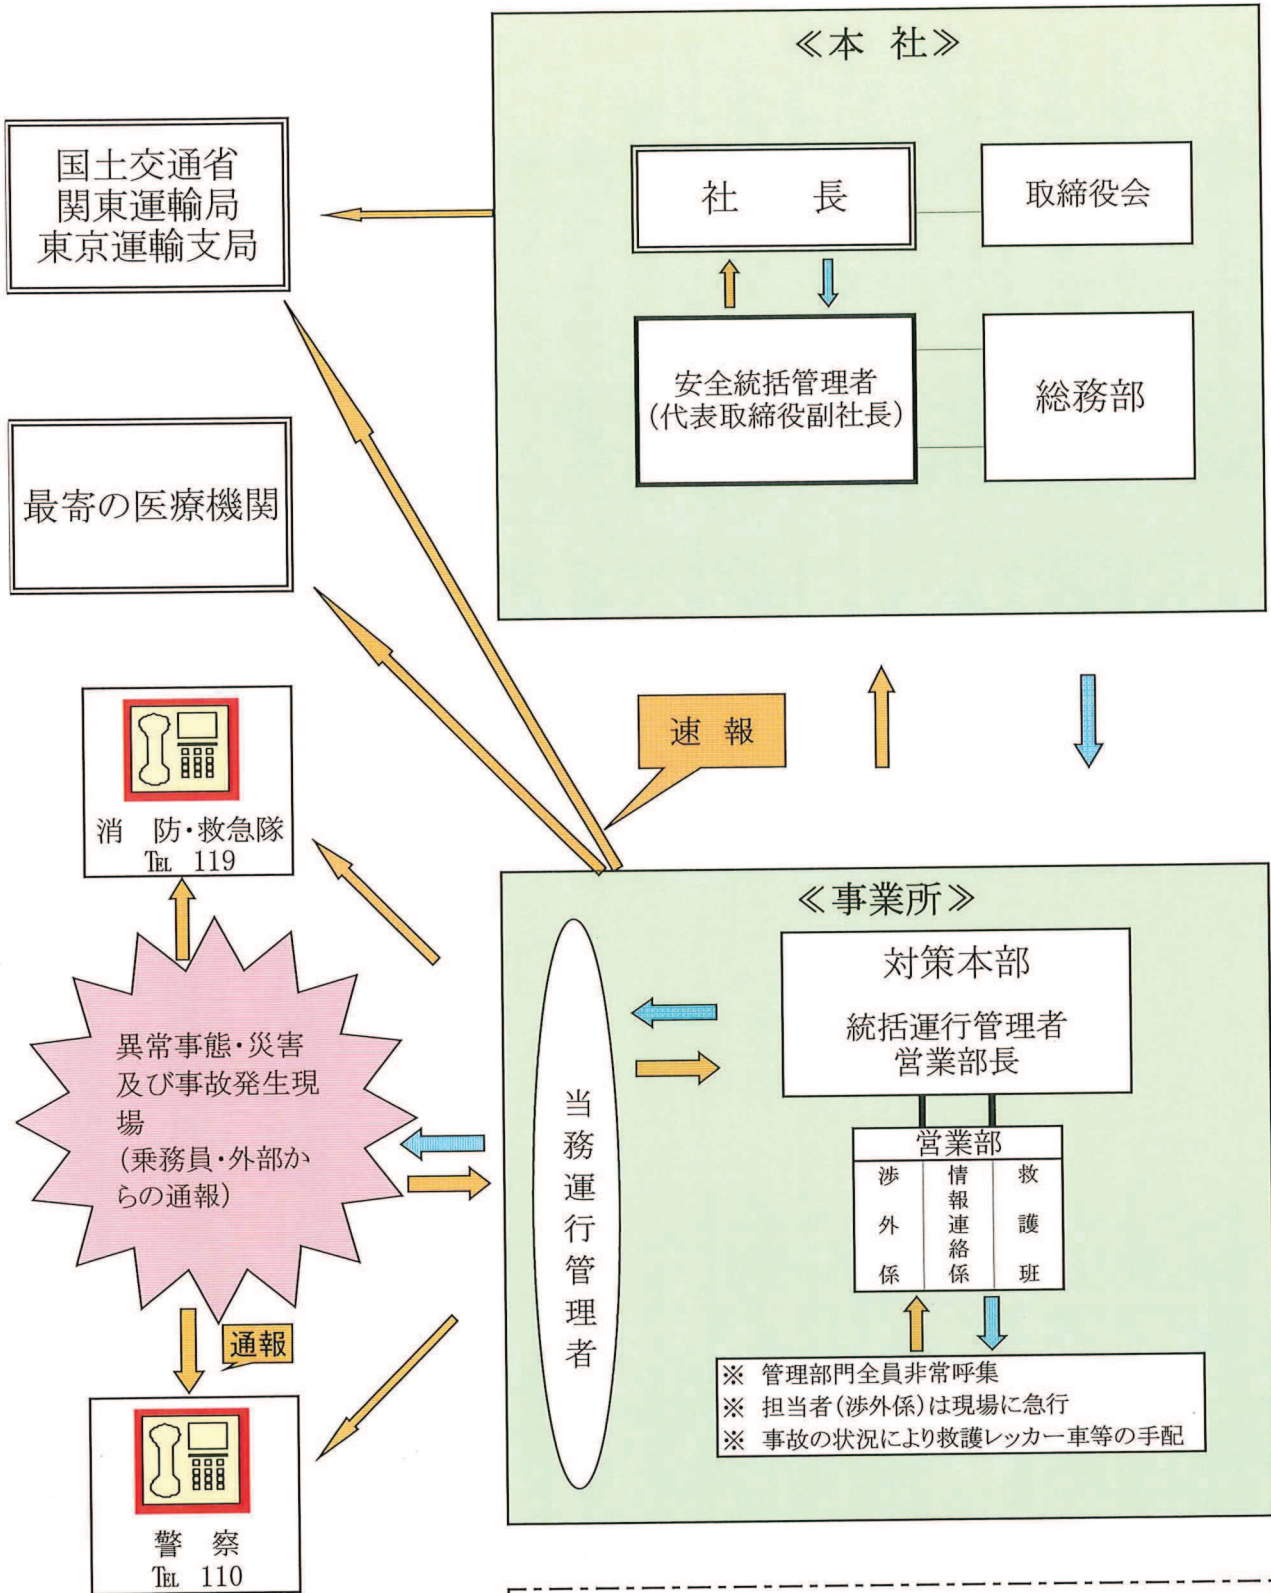 ≪本 社≫
国土交通省
関東運輸局
東京運輸支局
社 長
取締役会
安全統括管理者
(代表取締役副社長)
総務部
最寄の医療機関
速 報
消 防・救急隊
℡ 119
≪事業所≫
対策本部
統括運行管理者
営業部長
異常事態・災害
及び事故発生現
場
(乗務員・外部か
らの通報)
当務運行管理者
営業部
渉外係
情報連絡係
救護班
通報
※ 管理部門全員非常呼集
※ 担当者(渉外係)は現場に急行
※ 事故の状況により救護レッカー車等の手配
警 察
℡ 110